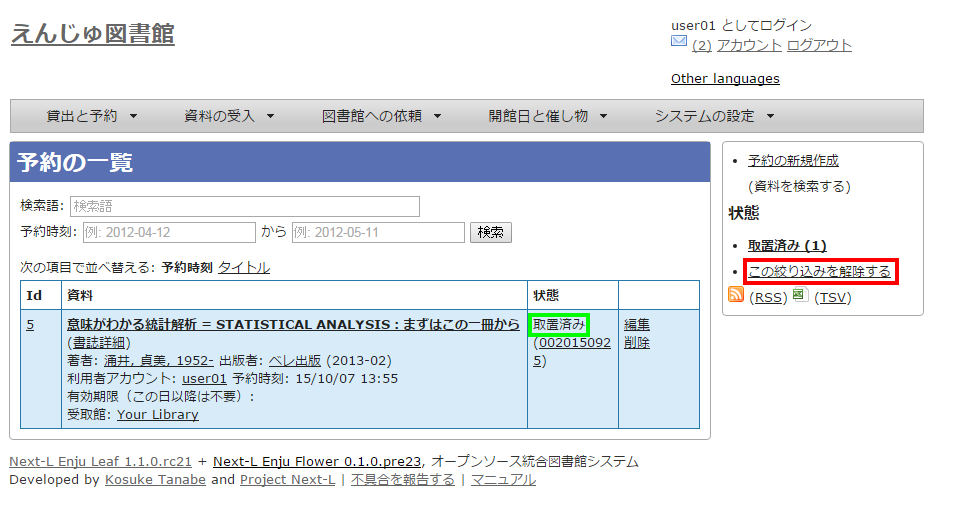 えんじゅ図書館
user01 としてログイン
(2) アカウント ログアウト
Other languages
貸出と予約 資料の受入 図書館への依頼 開館日と催し物 システムの設定
予約の一覧
検索語: 検索語
予約時刻: 例: 2012-04-12 から 例: 2012-05-11 検索
次の項目で並べ替える: 予約時刻 タイトル
Id 資料 状態
5 意味がわかる統計解析 = STATISTICAL ANALYSIS : まずはこの一冊から 取置済み 編集
(書誌詳細) (002015092 削除
著者: 涌井, 貞美, 1952- 出版者: ベレ出版 (2013-02) 5)
利用者アカウント: user01 予約時刻: 15/10/07 13:55
有効期限（この日以降は不要）:
受取館: Your Library
予約の新規作成
(資料を検索する)
状態
取置済み (1)
この絞り込みを解除する
(RSS) (TSV)
Next-L Enju Leaf 1.1.0.rc21 + Next-L Enju Flower 0.1.0.pre23, オープンソース統合図書館システム
Developed by Kosuke Tanabe and Project Next-L | 不具合を報告する | マニュアル